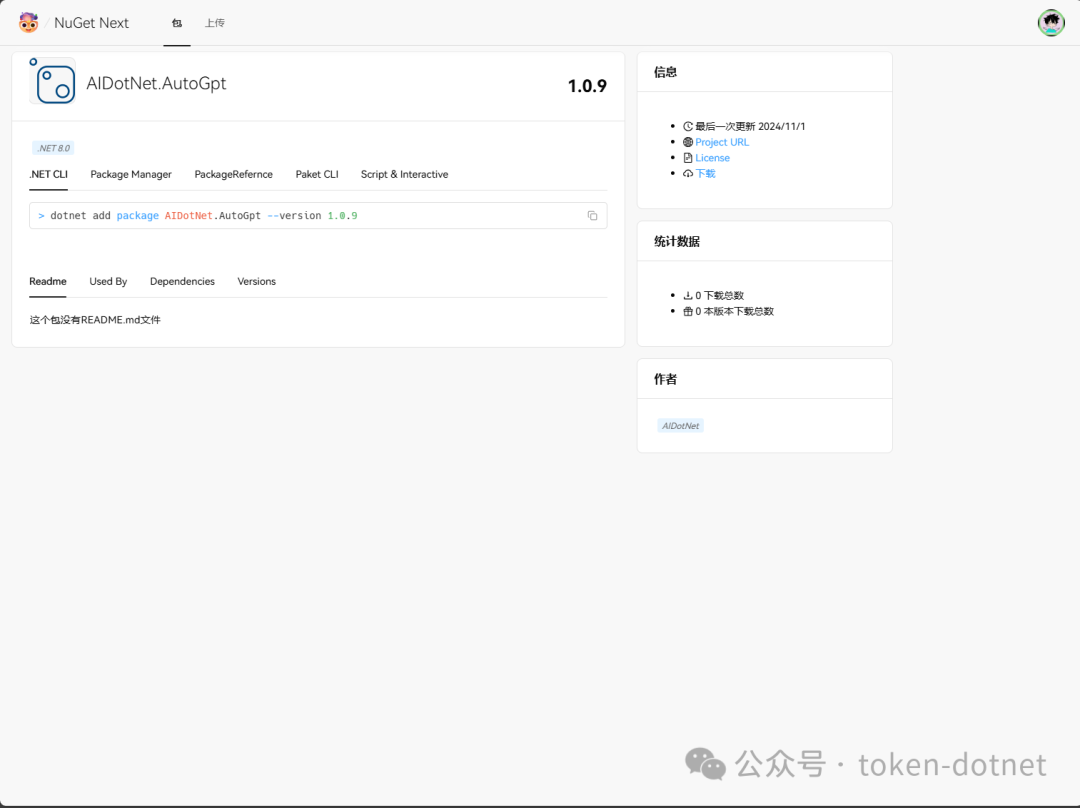 NuGet Next
包
上传
AIDotNet.AutoGpt
1.0.9
.NET 8.0
.NET CLI
Package Manager
PackageRefernce
Paket CLI
Script & Interactive
> dotnet add package AIDotNet.AutoGpt --version 1.0.9
Readme
Used By
Dependencies
Versions
这个包没有README.md文件
信息
最后一次更新 2024/11/1
Project URL
License
下载
统计数据
0 下载总数
0 本版本下载总数
作者
AIDotNet
公众号 · token-dotnet